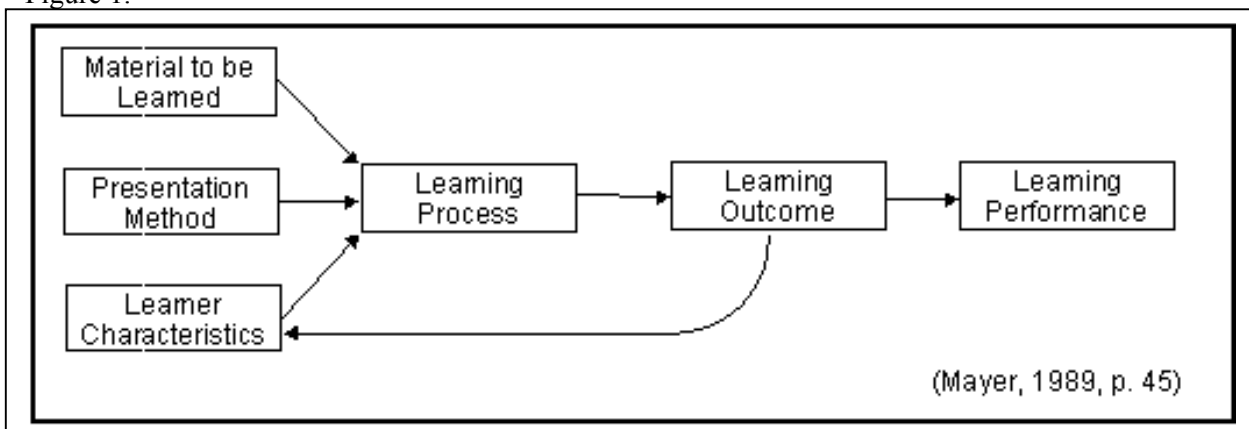 Figure 1.
Material to be
Learned
Presentation
Method
Learner
Characteristics
Learning
Process
Learning
Outcome
Learning
Performance
(Mayer, 1989, p. 45)